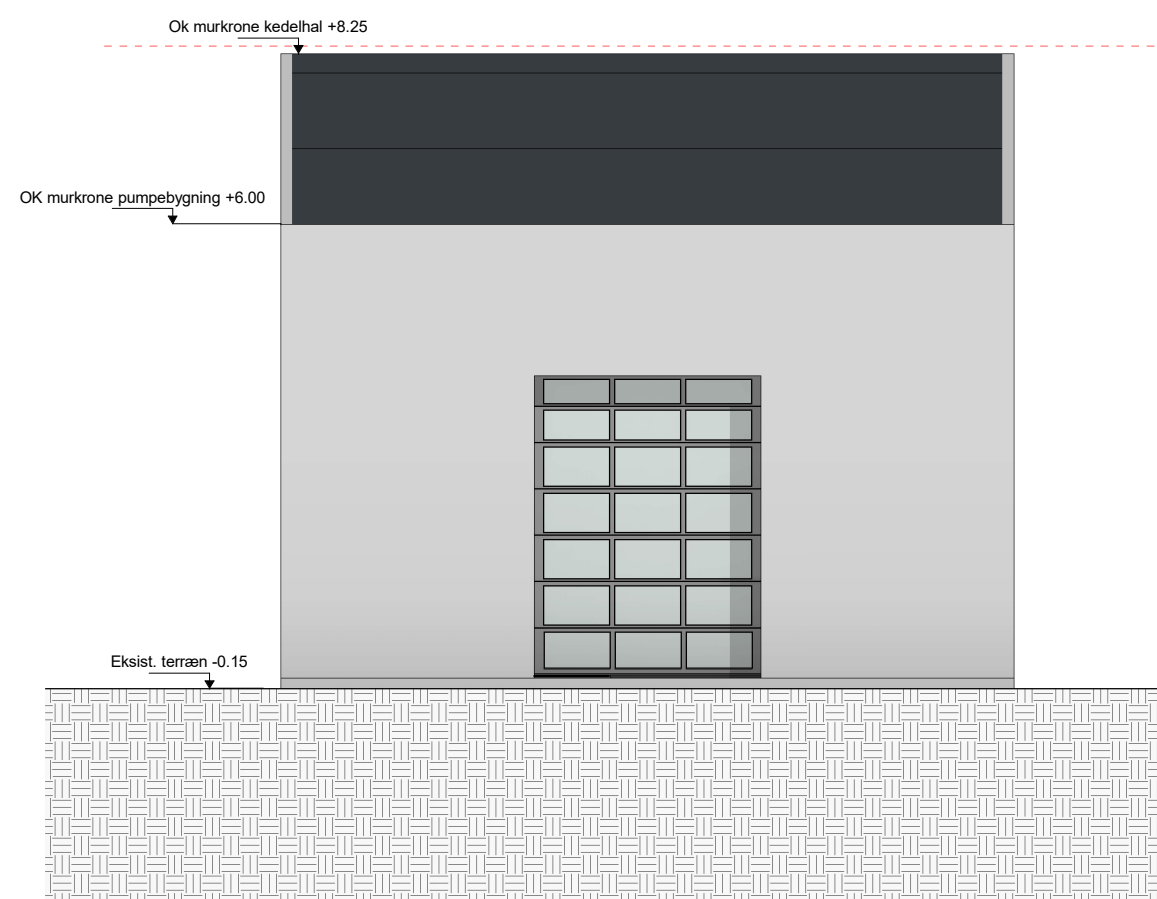 Ok murkrone kedelhal +8.25
OK murkrone pumpebygning +6.00
Eksist. terræn -0.15